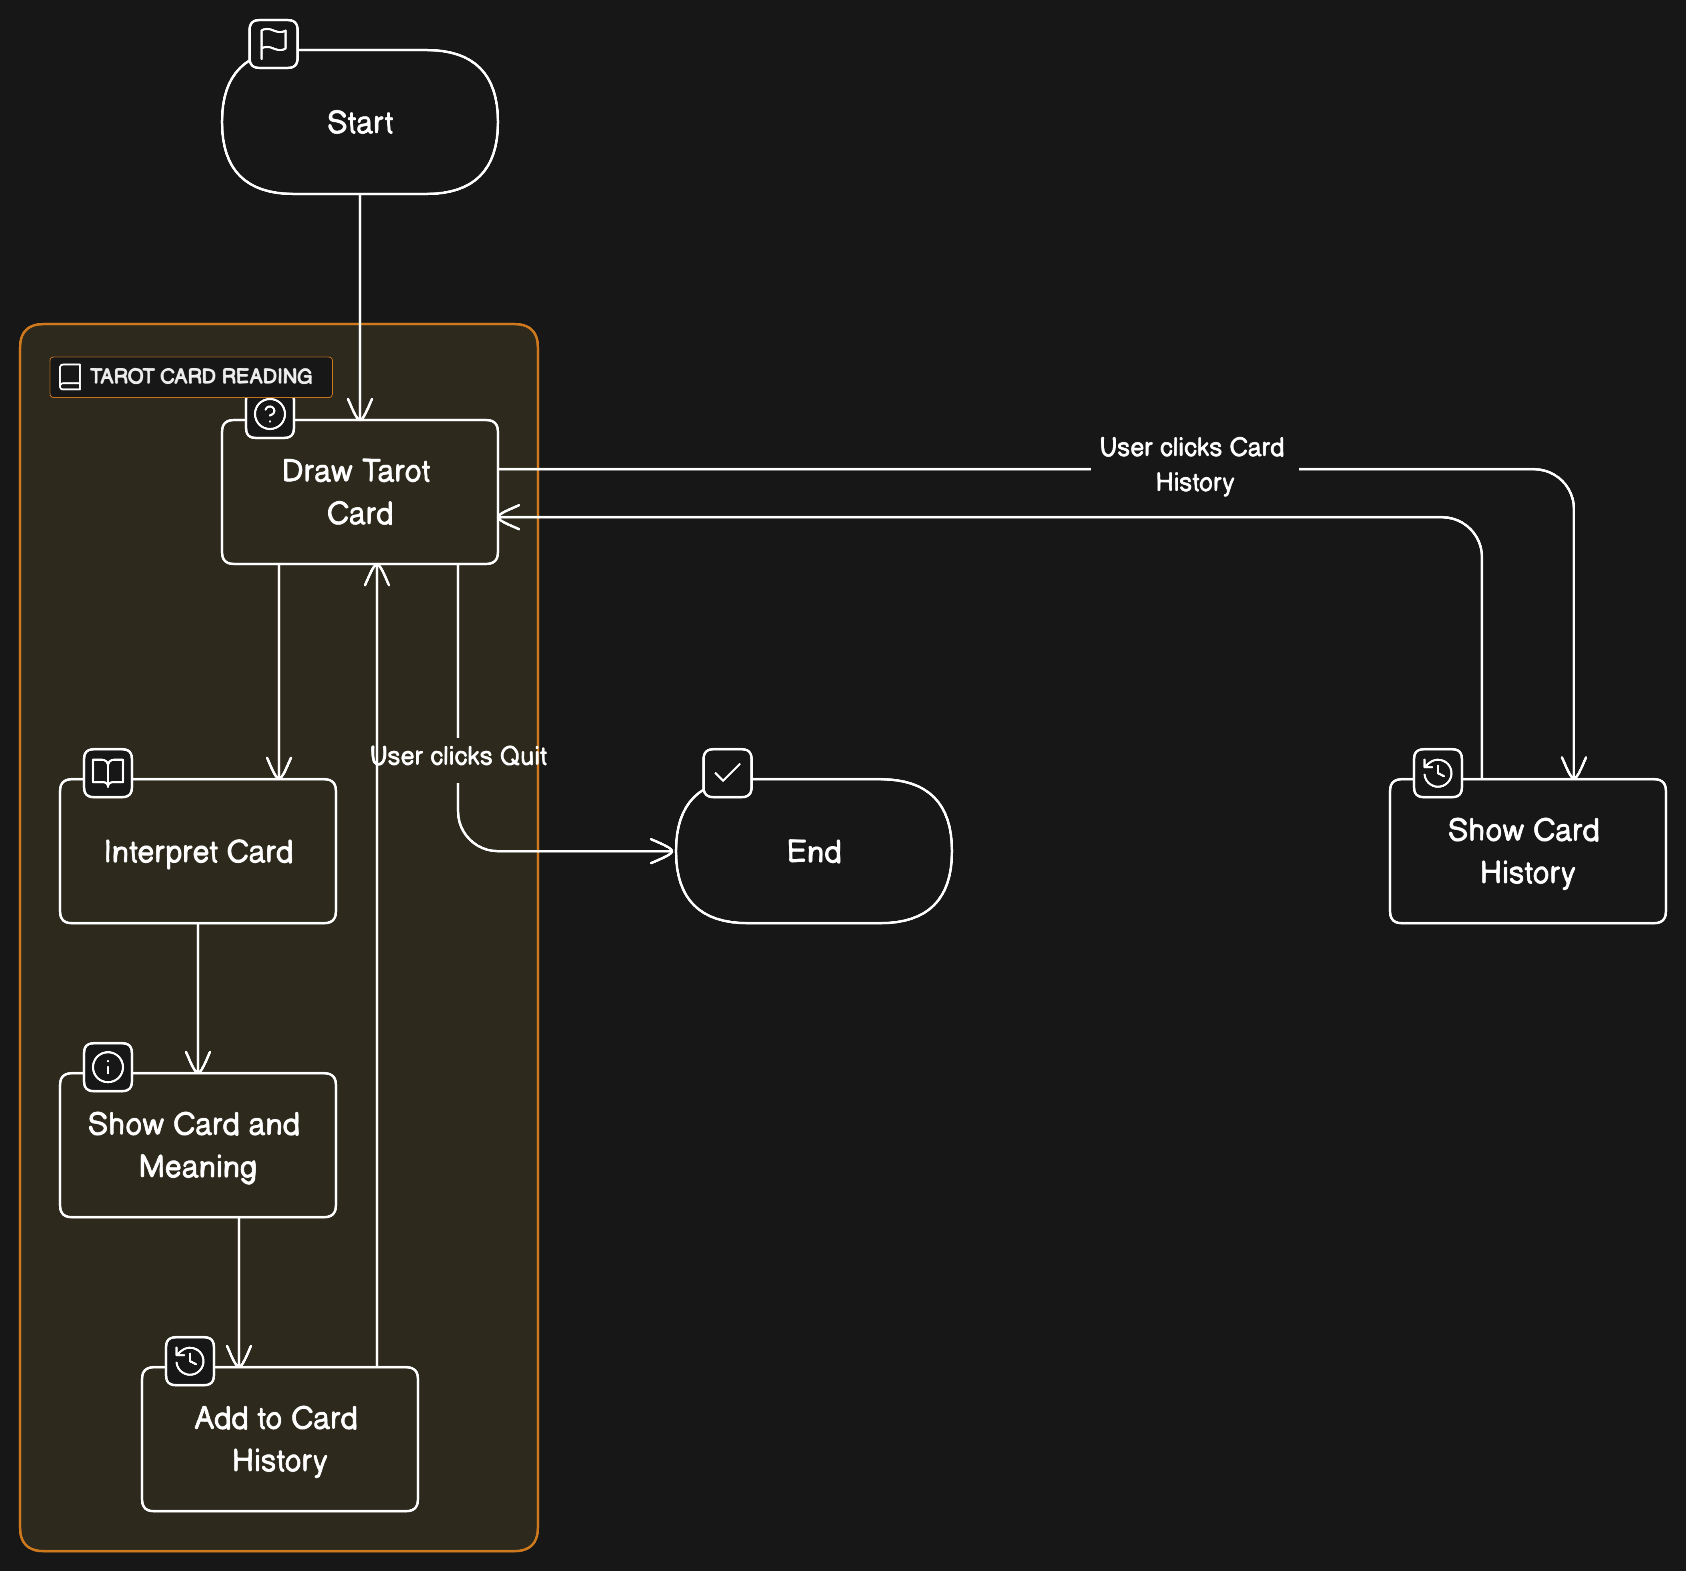 Start
TAROT CARD READING
Draw Tarot
Card
User clicks Card
History
User clicks Quit
Interpret Card
End
Show Card
History
Show Card and
Meaning
Add to Card
History